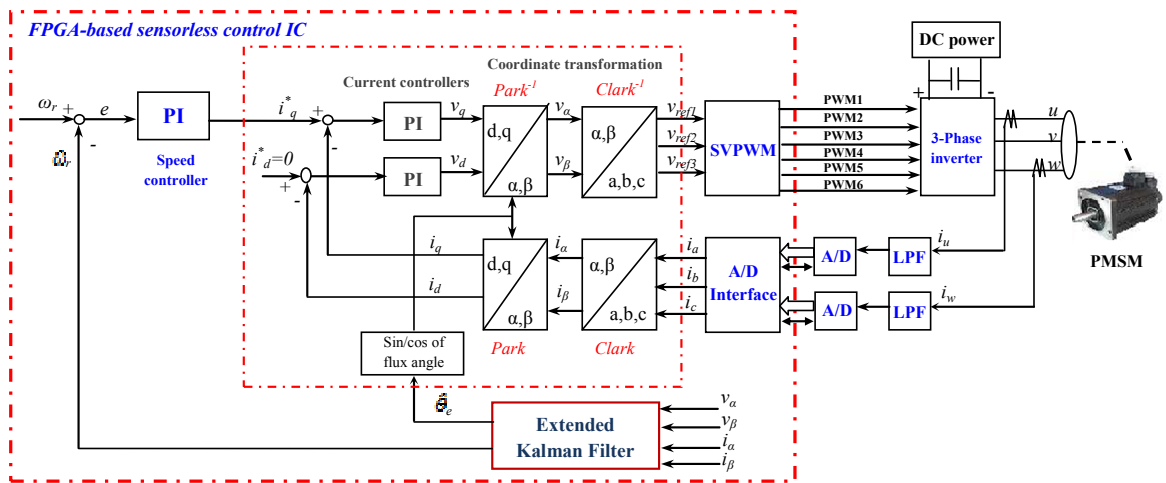 FPGA-based sensorless control IC
DC power
+
-
Current controllers
Coordinate transformation
Park⁻¹
Clark⁻¹
ωᵣ
+
-
e
PI
Speed
controller
ω̂ᵣ
i*q
+
-
PI
vq
d,q
α,β
vα
vβ
α,β
a,b,c
vref1
vref2
vref3
SVPWM
PWM1
PWM2
PWM3
PWM4
PWM5
PWM6
3-Phase
inverter
u
v
w
i*d=0
+
-
PI
vd
PMSM
iq
id
d,q
α,β
Park
iα
iβ
α,β
a,b,c
Clark
ia
ib
ic
A/D
Interface
A/D
LPF
iu
A/D
LPF
iw
Sin/cos of
flux angle
θ̂e
Extended
Kalman Filter
vα
vβ
iα
iβ